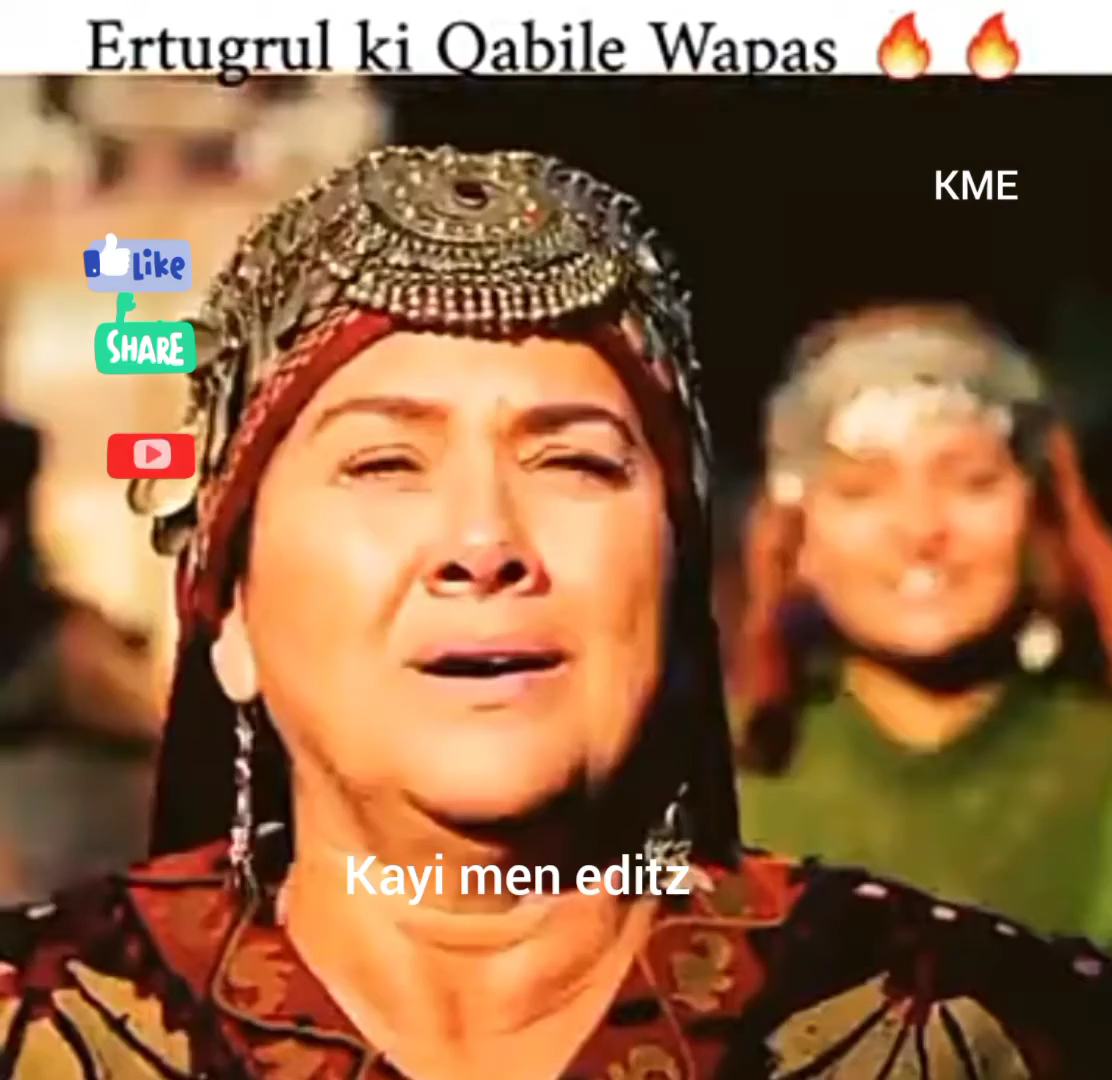 Ertugrul ki Qabile Wapas 🔥 🔥
KME
Like
SHARE
Kayi men editz